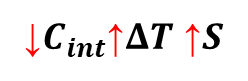 ↓C_int ↑ΔT ↑S